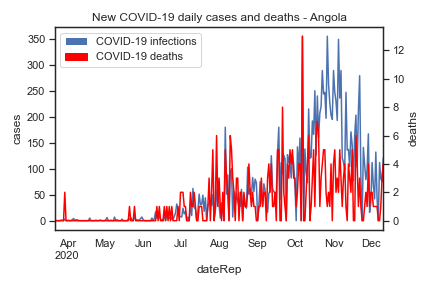 New COVID-19 daily cases and deaths - Angola
COVID-19 infections
COVID-19 deaths
350
300
250
200
150
100
50
0
cases
12
10
8
6
4
2
0
deaths
Apr May Jun Jul Aug Sep Oct Nov Dec
2020
dateRep